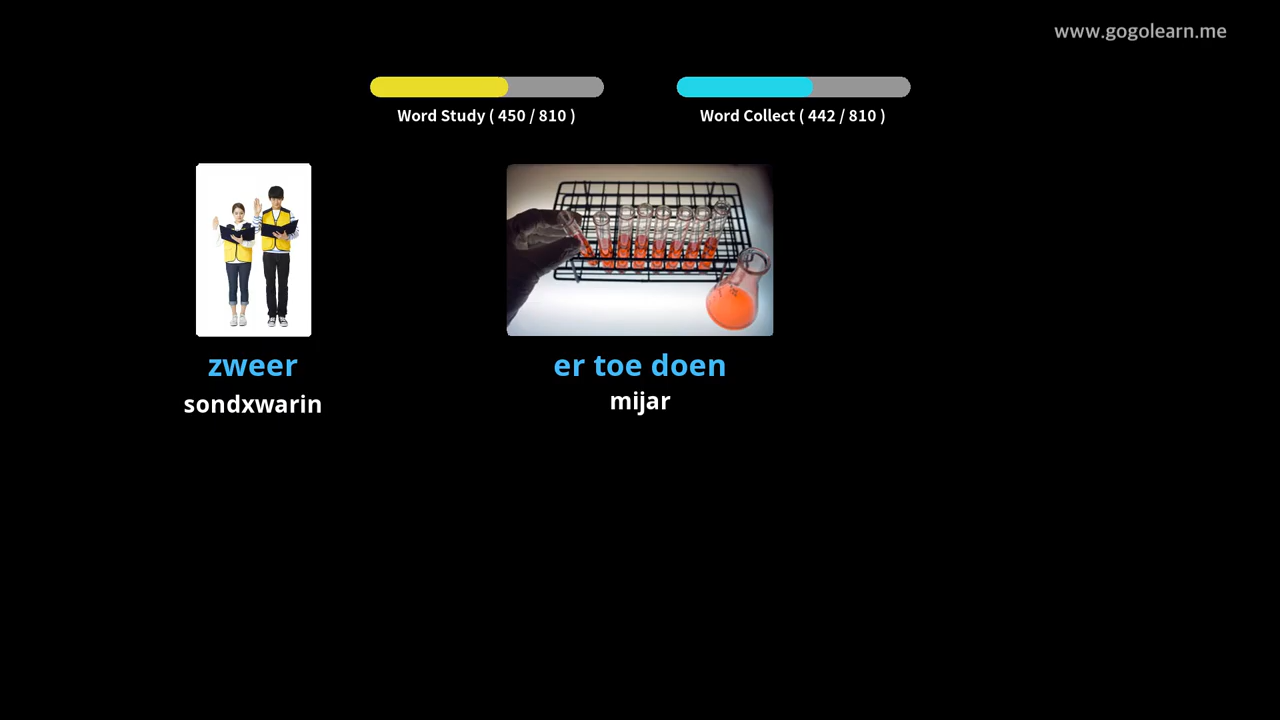 www.gogolearn.me
Word Study ( 450 / 810 )
Word Collect ( 442 / 810 )
zweer
sondxwarin
er toe doen
mijar